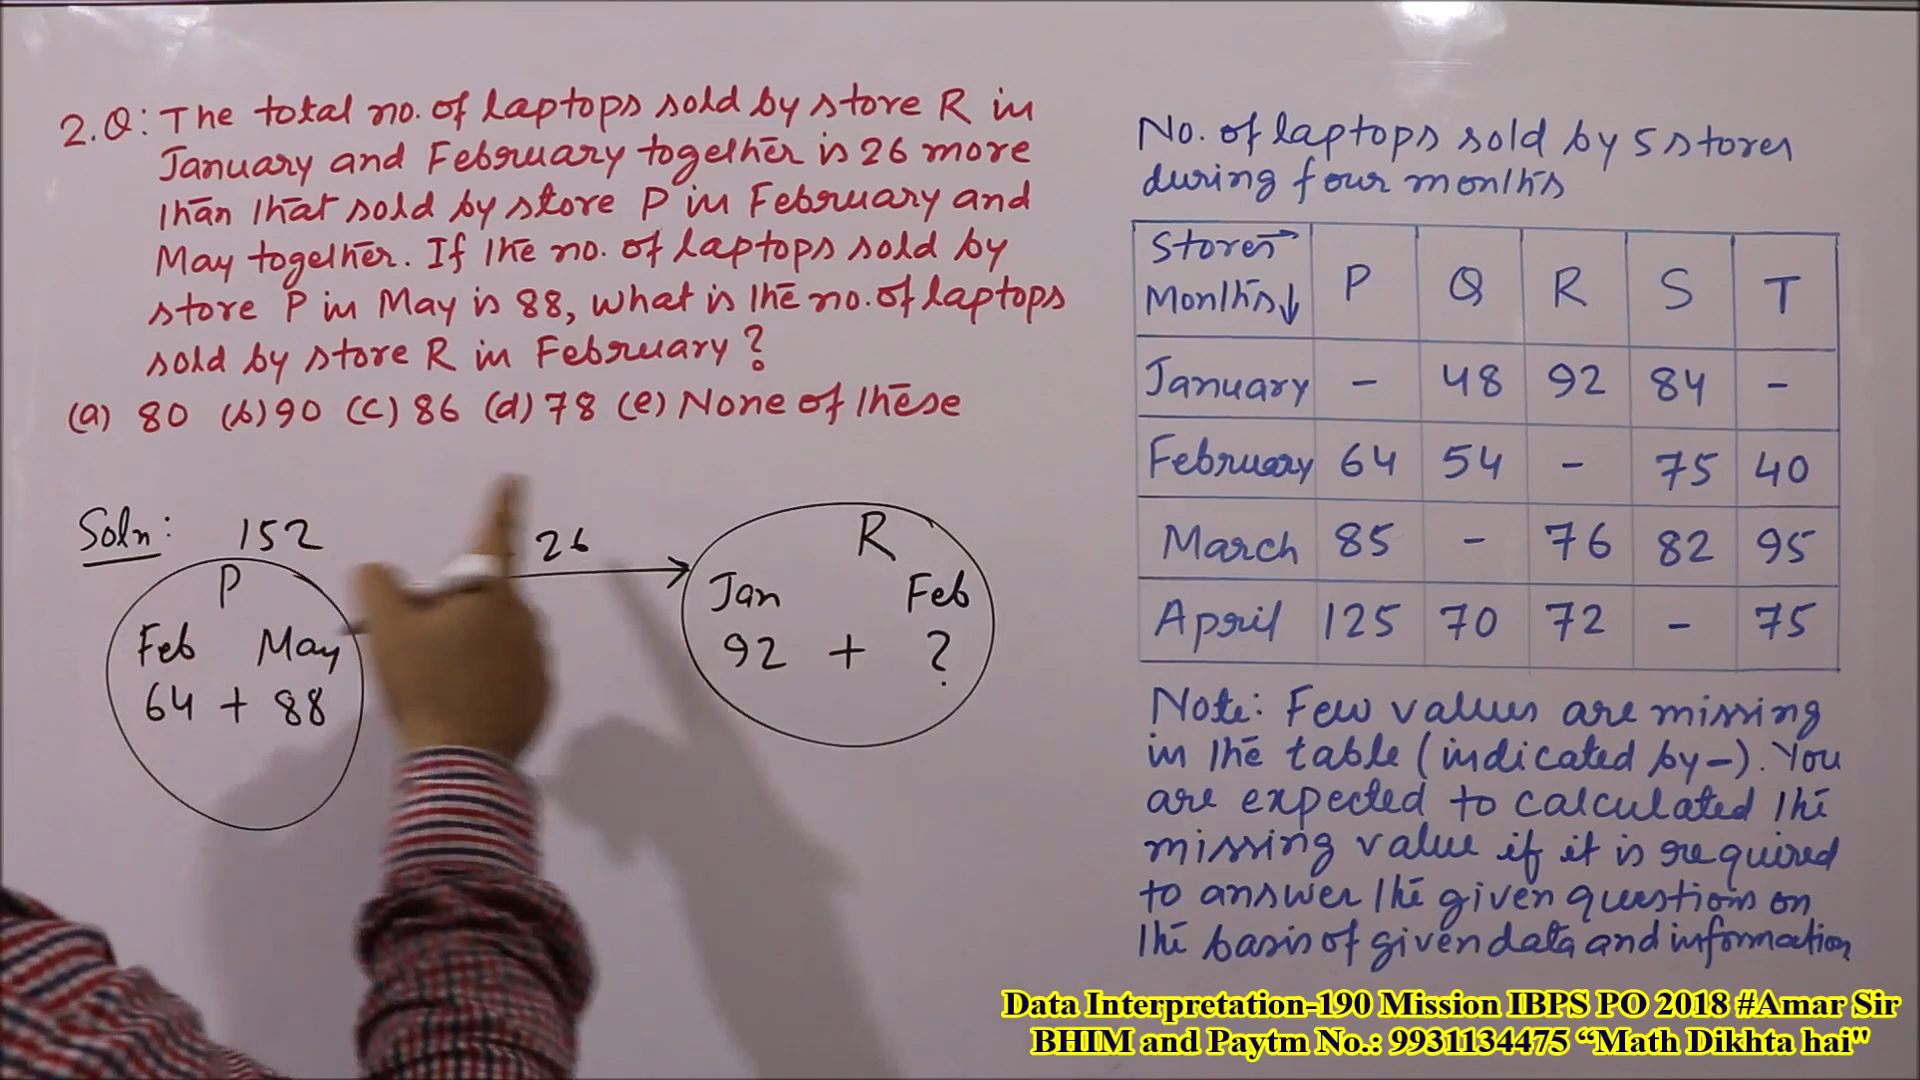 2.Q: The total no. of laptops sold by store R in
January and February together is 26 more
than that sold by store P in February and
May together. If the no. of laptops sold by
store P in May is 88, what is the no. of laptops
sold by store R in February?
(a) 80 (b) 90 (c) 86 (d) 78 (e) None of these
Soln: 152
26
P
Feb May
64 + 88
R
Jan Feb
92 + ?
No. of laptops sold by 5 stores
during four months
Stores→ P Q R S T
Months↓
January - 48 92 84 -
February 64 54 - 75 40
March 85 - 76 82 95
April 125 70 72 - 75
Note: Few values are missing
in the table (indicated by -). You
are expected to calculated the
missing value if it is required
to answer the given questions on
the basis of given data and information
Data Interpretation-190 Mission IBPS PO 2018 #Amar Sir
BHIM and Paytm No.: 9931134475 “Math Dikhta hai"